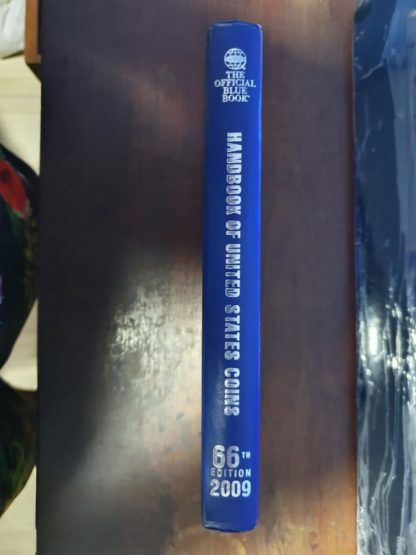 THE
OFFICIAL
BLUE
BOOK®
HANDBOOK OF UNITED STATES COINS
66TH
EDITION
2009